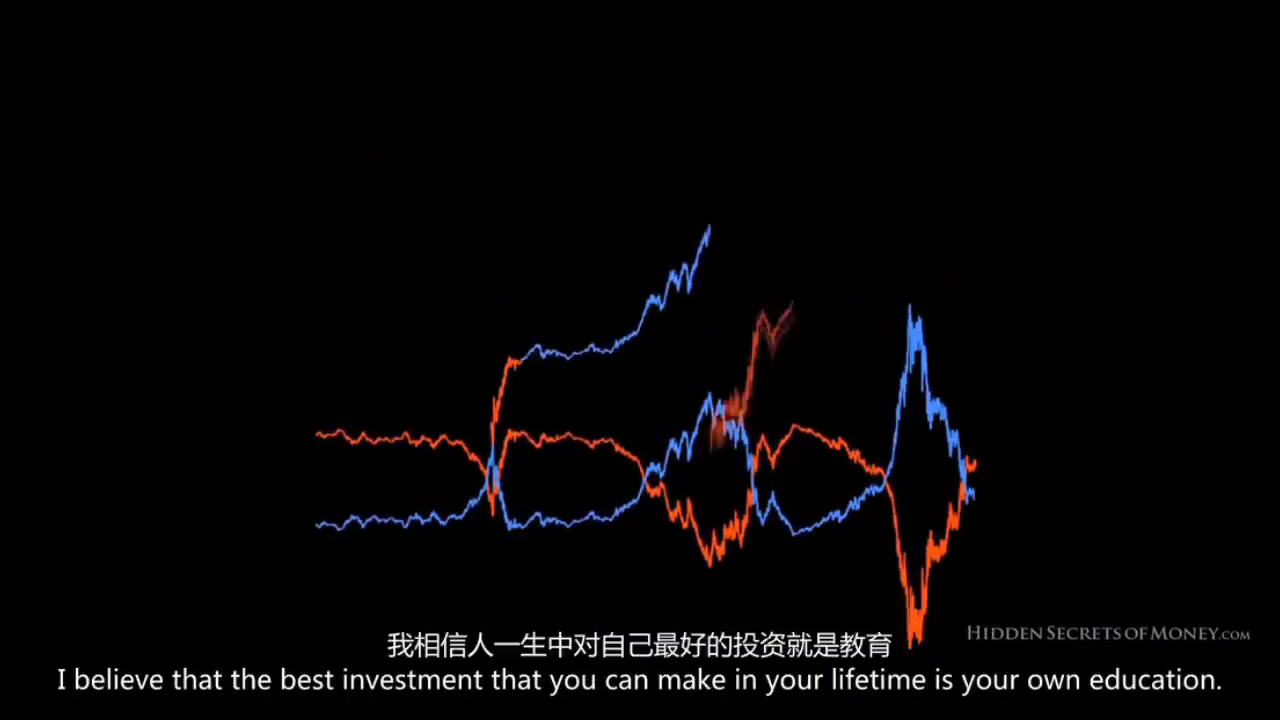 HIDDEN SECRETS OF MONEY.COM
我相信人一生中对自己最好的投资就是教育
I believe that the best investment that you can make in your lifetime is your own education.